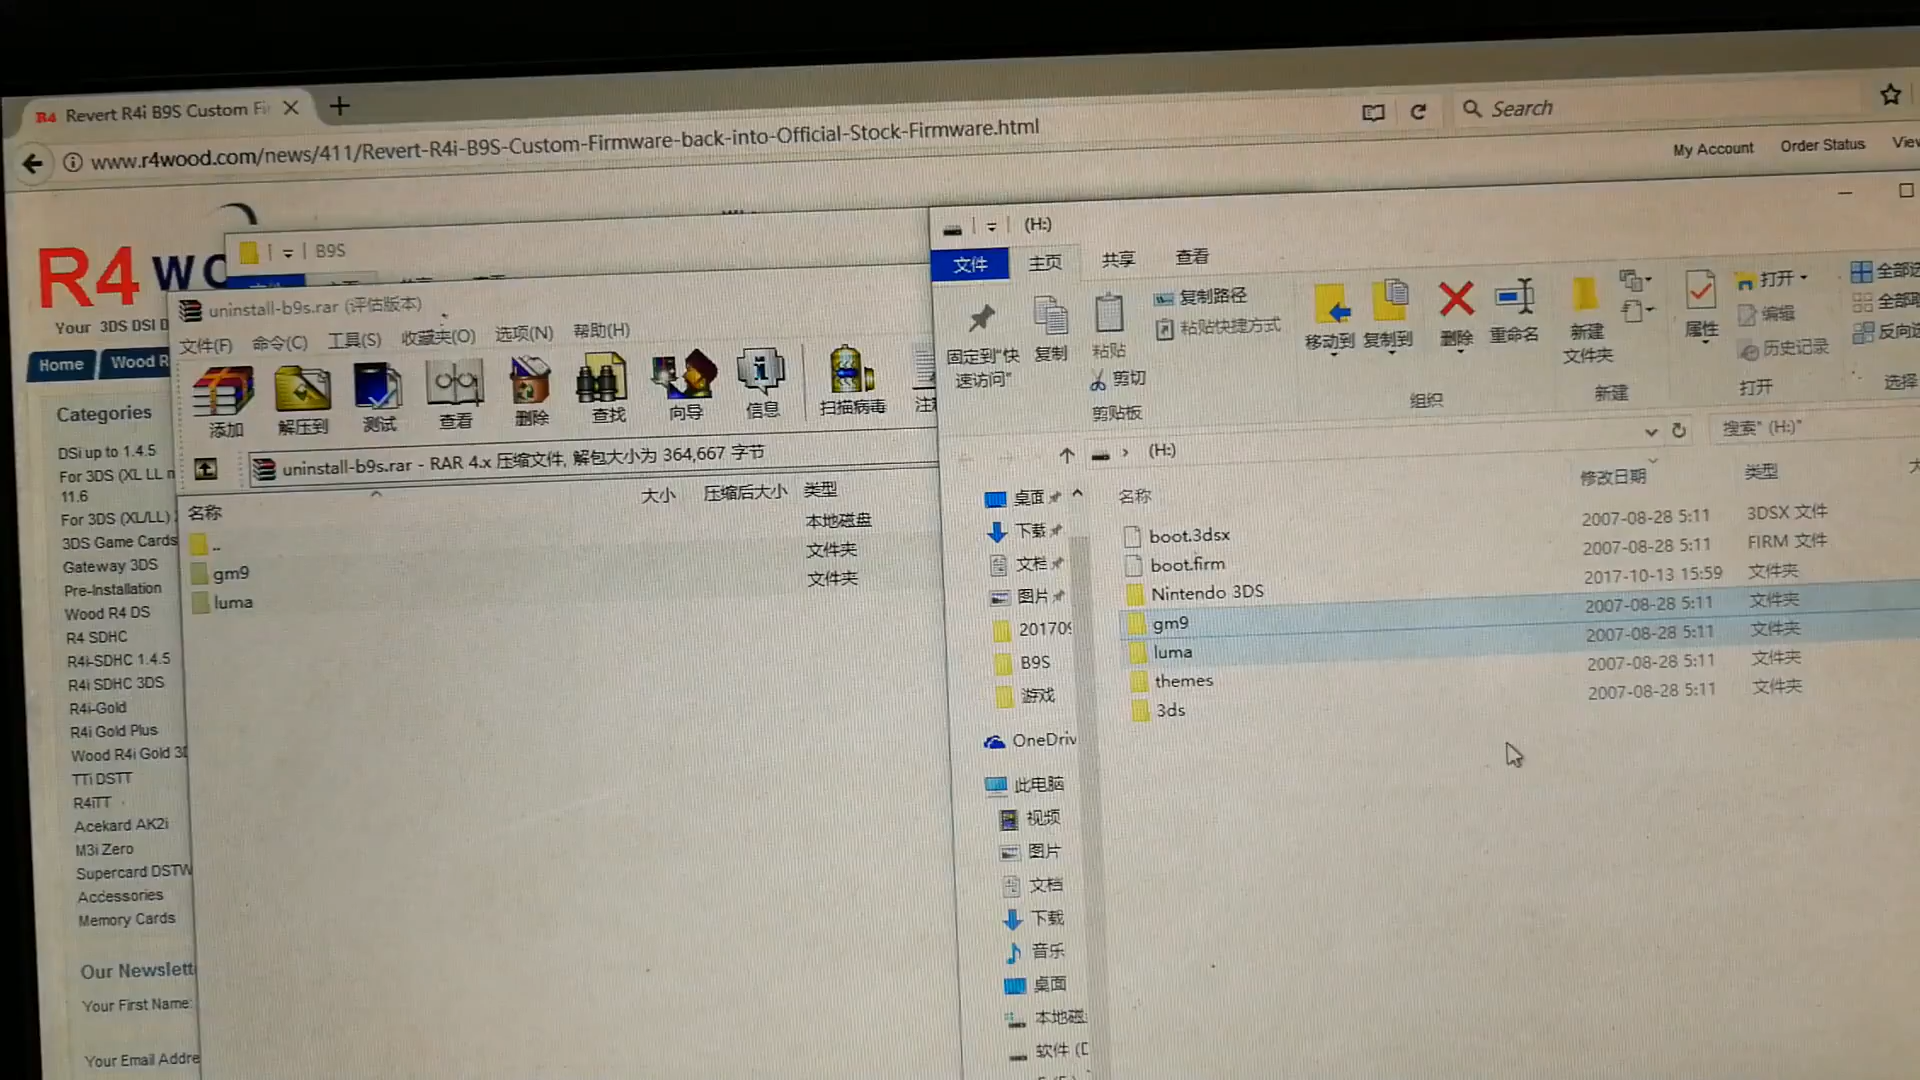 R4 Revert R4i B9S Custom Fi
www.r4wood.com/news/411/Revert-R4i-B9S-Custom-Firmware-back-into-Official-Stock-Firmware.html
Search
My Account Order Status
R4
Your 3DS DSI D
Home Wood R
Categories
DSi up to 1.4.5
For 3DS (XL LL n
11.6
For 3DS (XL/LL)
3DS Game Cards
Gateway 3DS
Pre-Installation
Wood R4 DS
R4 SDHC
R4i-SDHC 1.4.5
R4i SDHC 3DS
R4i-Gold
R4i Gold Plus
Wood R4i Gold 3D
TTi DSTT
R4iTT
Acekard AK2i
M3i Zero
Supercard DSTW
Accessories
Memory Cards
Our Newslett
Your First Name:
Your Email Addre
B9S
uninstall-b9s.rar (评估版本)
文件(F) 命令(C) 工具(S) 收藏夹(O) 选项(N) 帮助(H)
添加 解压到 测试 查看 删除 查找 向导 信息 扫描病毒
uninstall-b9s.rar - RAR 4.x 压缩文件, 解包大小为 364,667 字节
名称 大小 压缩后大小 类型
.. 本地磁盘
gm9 文件夹
luma 文件夹
(H:)
文件 主页 共享 查看
固定到"快
速访问"
复制
粘贴
复制路径
粘贴快捷方式
剪切
剪贴板
移动到 复制到 删除 重命名
组织
新建
文件夹
新建
属性
打开
编辑
历史记录
打开
反向
选择
(H:)
搜索" (H:)"
名称 修改日期 类型
boot.3dsx 2007-08-28 5:11 3DSX 文件
boot.firm 2007-08-28 5:11 FIRM 文件
Nintendo 3DS 2017-10-13 15:59 文件夹
gm9 2007-08-28 5:11 文件夹
luma 2007-08-28 5:11 文件夹
themes 2007-08-28 5:11 文件夹
3ds 2007-08-28 5:11 文件夹
桌面
下载
文档
图片
201709
B9S
游戏
OneDriv
此电脑
视频
图片
文档
下载
音乐
桌面
本地磁
软件 (D